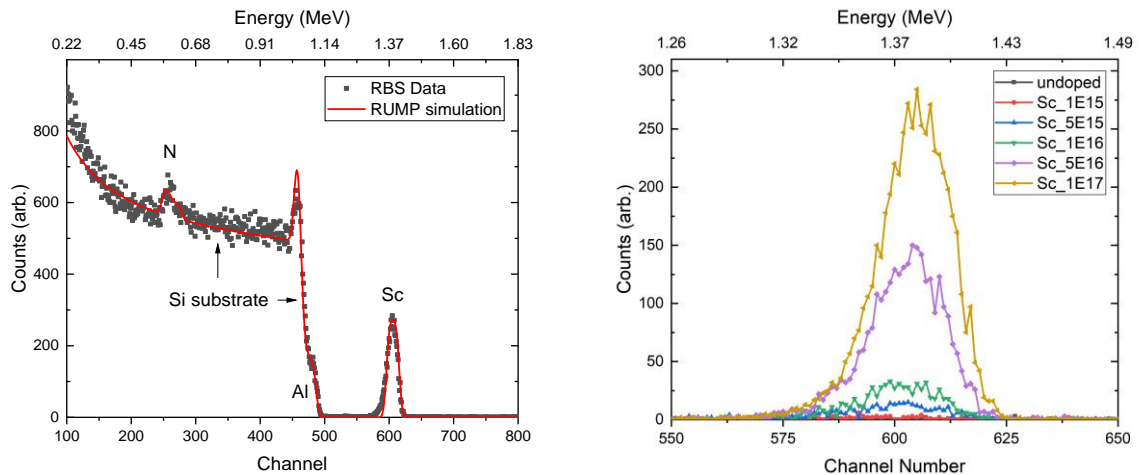 Energy (MeV)
0.22 0.45 0.68 0.91 1.14 1.37 1.60 1.83
RBS Data
RUMP simulation
800
600
400
200
0
Counts (arb.)
N
Si substrate
Sc
Al
100 200 300 400 500 600 700 800
Channel
Energy (MeV)
1.26 1.32 1.37 1.43 1.49
300
250
200
150
100
50
0
Counts (arb.)
undoped
Sc_1E15
Sc_5E15
Sc_1E16
Sc_5E16
Sc_1E17
550 575 600 625 650
Channel Number